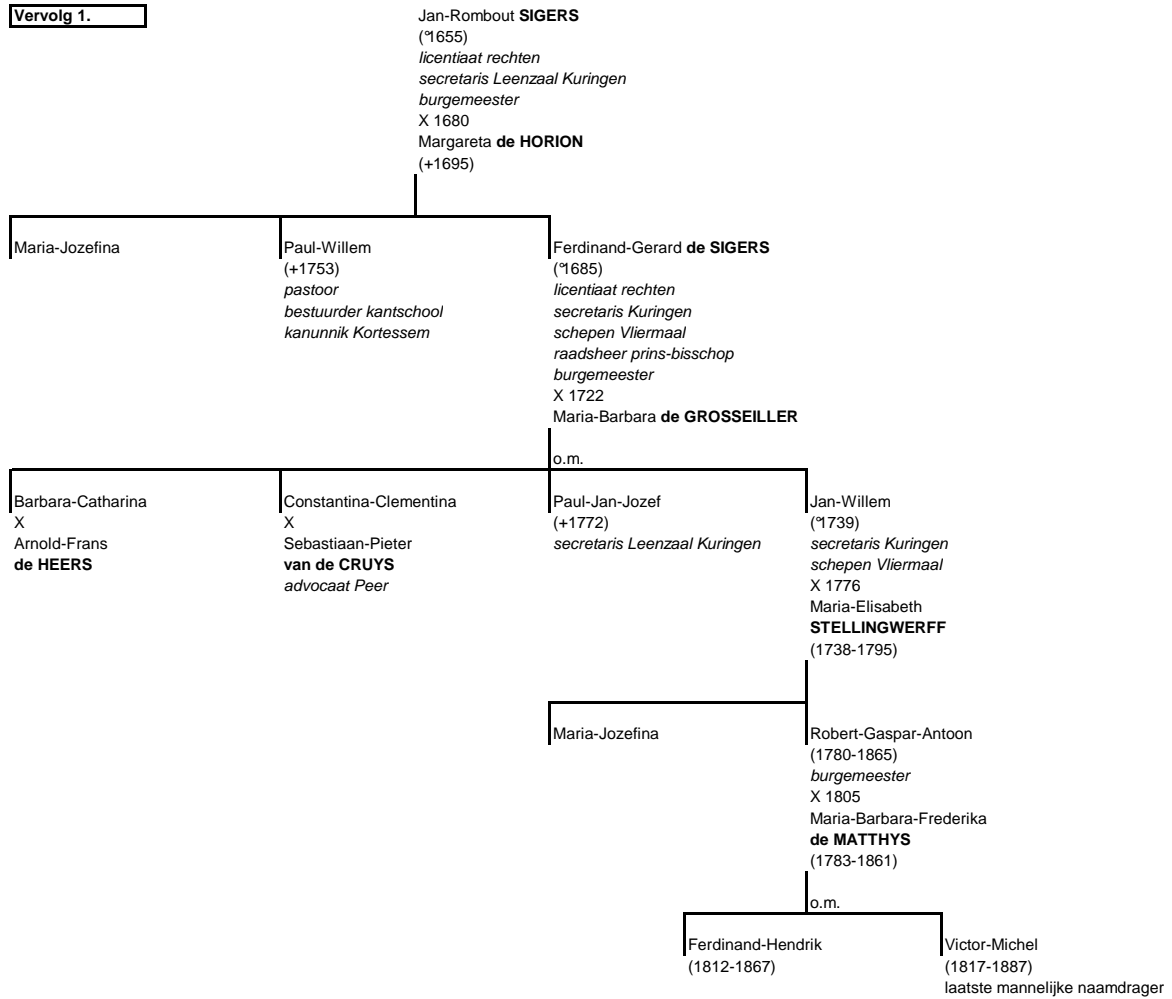 Vervolg 1.
Jan-Rombout SIGERS
(°1655)
licentiaat rechten
secretaris Leenzaal Kuringen
burgemeester
X 1680
Margareta de HORION
(+1695)
Maria-Jozefina
Paul-Willem
(+1753)
pastoor
bestuurder kantschool
kanunnik Kortessem
Ferdinand-Gerard de SIGERS
(°1685)
licentiaat rechten
secretaris Kuringen
schepen Vliermaal
raadsheer prins-bisschop
burgemeester
X 1722
Maria-Barbara de GROSSEILLER
o.m.
Barbara-Catharina
X
Arnold-Frans
de HEERS
Constantina-Clementina
X
Sebastiaan-Pieter
van de CRUYS
advocaat Peer
Paul-Jan-Jozef
(+1772)
secretaris Leenzaal Kuringen
Jan-Willem
(°1739)
secretaris Kuringen
schepen Vliermaal
X 1776
Maria-Elisabeth
STELLINGWERFF
(1738-1795)
Maria-Jozefina
Robert-Gaspar-Antoon
(1780-1865)
burgemeester
X 1805
Maria-Barbara-Frederika
de MATTHYS
(1783-1861)
o.m.
Ferdinand-Hendrik
(1812-1867)
Victor-Michel
(1817-1887)
laatste mannelijke naamdrager